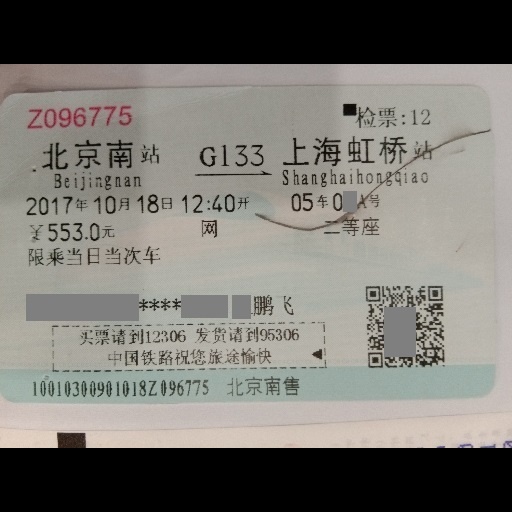 Z096775
检票:12
北京南站 G133 上海虹桥站
Beijingnan Shanghaihongqiao
2017年10月18日 12:40开 05车0 A号
¥553.0元 网 二等座
限乘当日当次车
**** 鹏飞
买票请到12306 发货请到95306
中国铁路祝您旅途愉快
10010300901018Z096775 北京南售